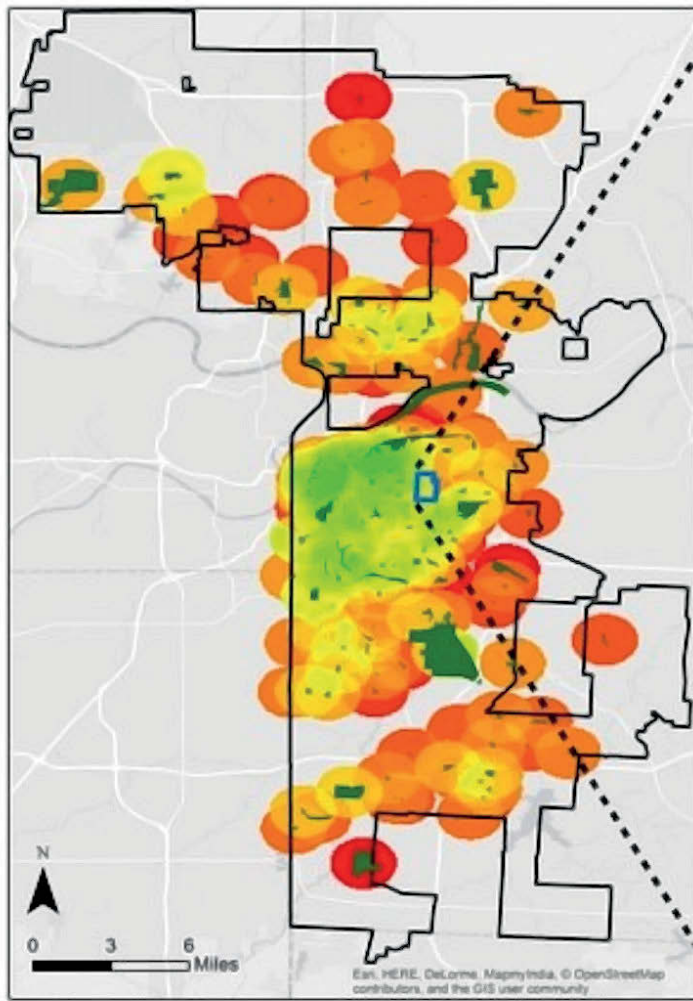 N
0 3 6
Miles
Esri, HERE, DeLorme, MapmyIndia, © OpenStreetMap
contributors, and the GIS user community